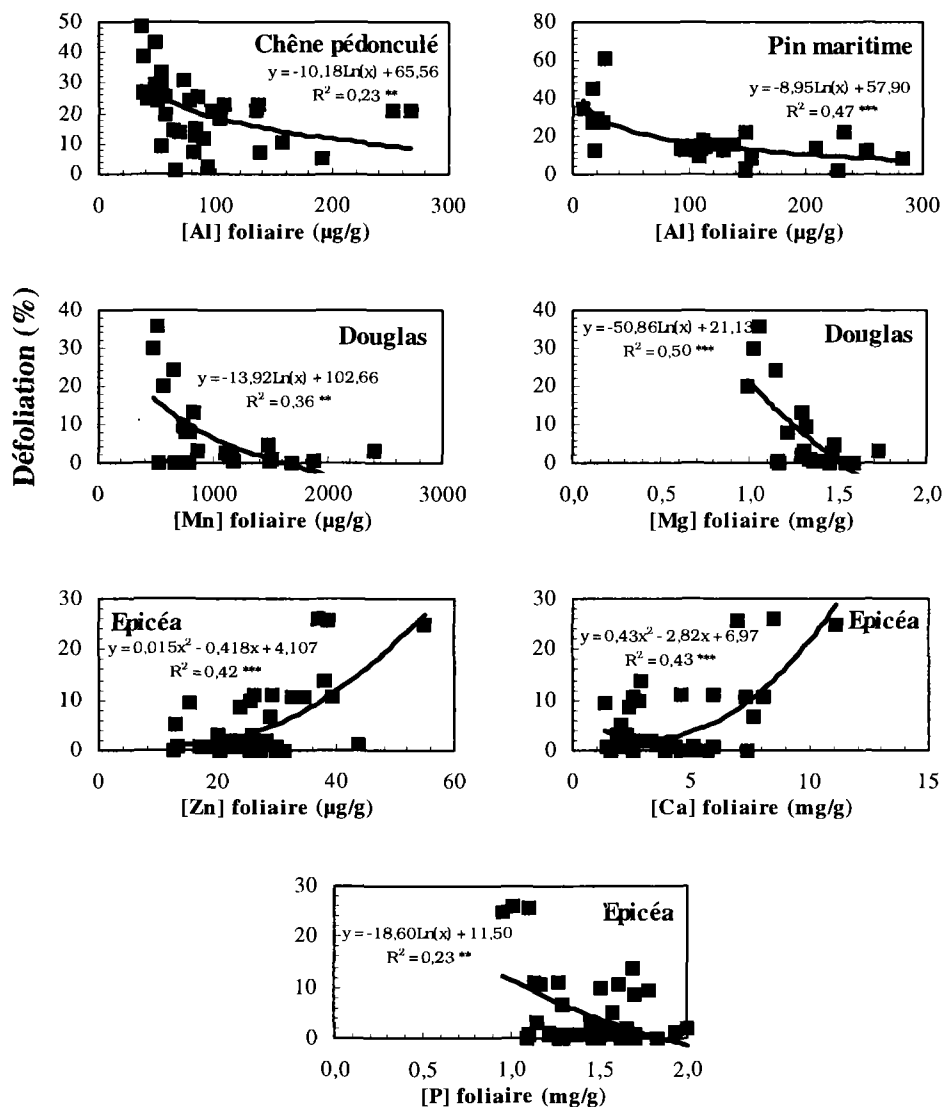 Défoliation (%)
50
40
30
20
10
0
Chêne pédonculé
y = -10,18Ln(x) + 65,56
R² = 0,23 **
0 100 200 300
[Al] foliaire (µg/g)
80
60
40
20
0
Pin maritime
y = -8,95Ln(x) + 57,90
R² = 0,47 ***
0 100 200 300
[Al] foliaire (µg/g)
40
30
20
10
0
Douglas
y = -13,92Ln(x) + 102,66
R² = 0,36 **
0 1000 2000 3000
[Mn] foliaire (µg/g)
40
30
20
10
0
Douglas
y = -50,86Ln(x) + 21,13
R² = 0,50 ***
0,0 0,5 1,0 1,5 2,0
[Mg] foliaire (mg/g)
30
20
10
0
Epicéa
y = 0,015x² - 0,418x + 4,107
R² = 0,42 ***
0 20 40 60
[Zn] foliaire (µg/g)
30
20
10
0
Epicéa
y = 0,43x² - 2,82x + 6,97
R² = 0,43 ***
0 5 10 15
[Ca] foliaire (mg/g)
30
20
10
0
Epicéa
y = -18,60Ln(x) + 11,50
R² = 0,23 **
0,0 0,5 1,0 1,5 2,0
[P] foliaire (mg/g)